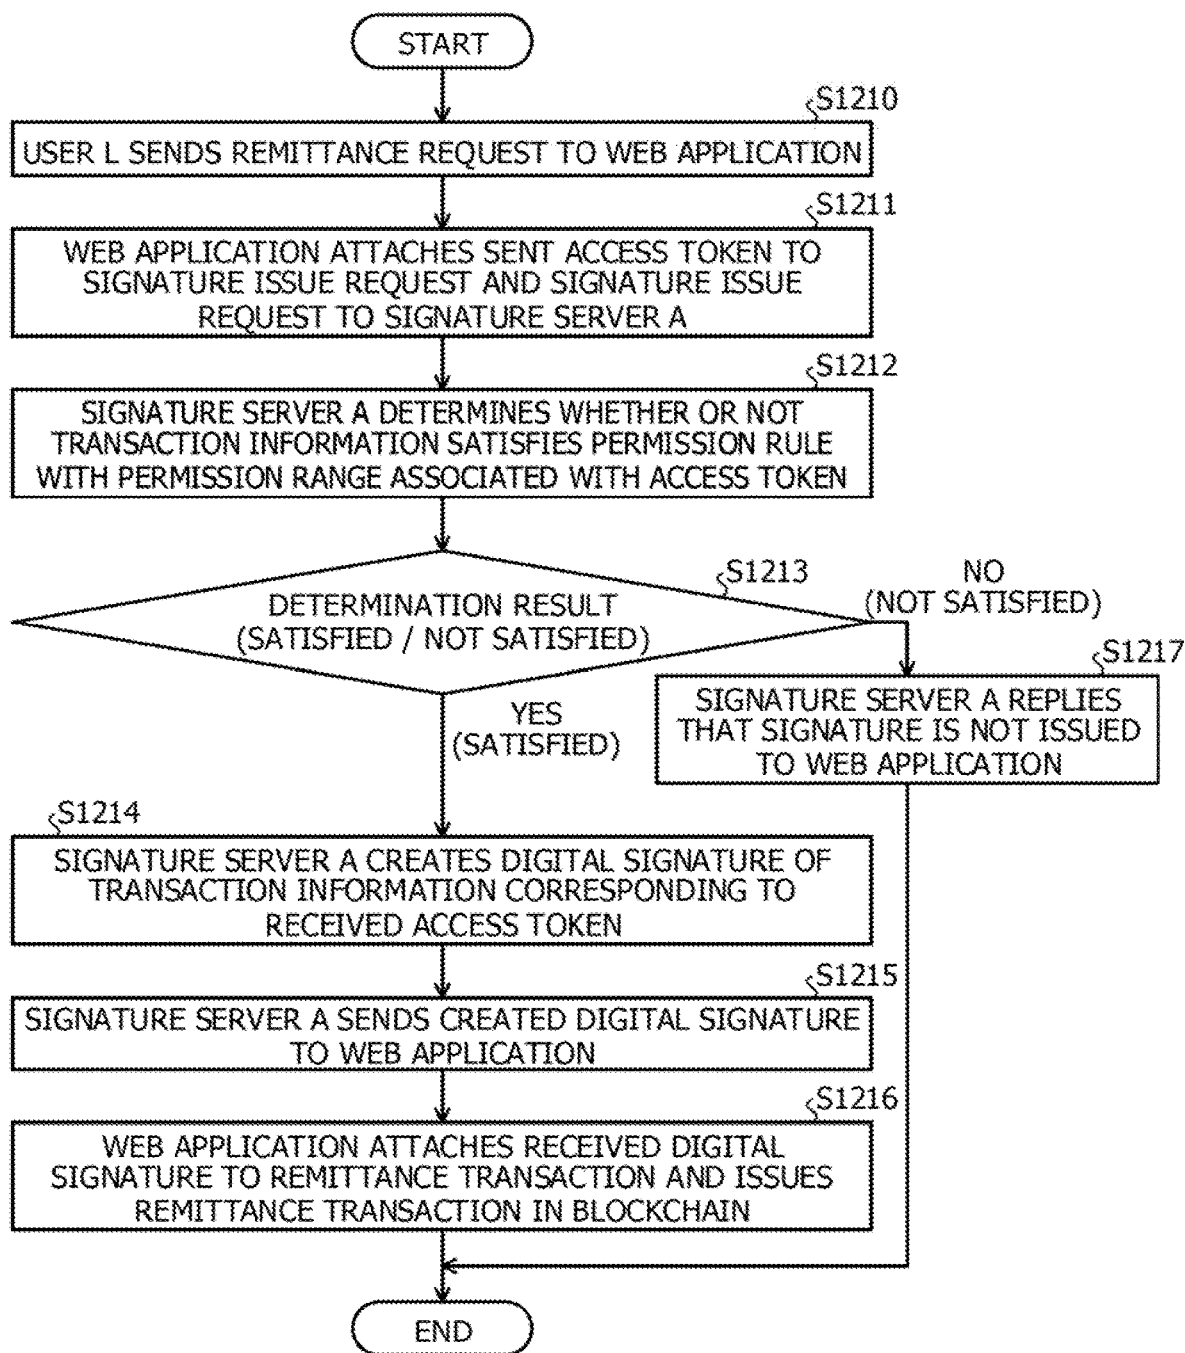 START
S1210
USER L SENDS REMITTANCE REQUEST TO WEB APPLICATION
S1211
WEB APPLICATION ATTACHES SENT ACCESS TOKEN TO
SIGNATURE ISSUE REQUEST AND SIGNATURE ISSUE
REQUEST TO SIGNATURE SERVER A
S1212
SIGNATURE SERVER A DETERMINES WHETHER OR NOT
TRANSACTION INFORMATION SATISFIES PERMISSION RULE
WITH PERMISSION RANGE ASSOCIATED WITH ACCESS TOKEN
S1213
DETERMINATION RESULT
(SATISFIED / NOT SATISFIED)
NO
(NOT SATISFIED)
S1217
SIGNATURE SERVER A REPLIES
THAT SIGNATURE IS NOT ISSUED
TO WEB APPLICATION
YES
(SATISFIED)
S1214
SIGNATURE SERVER A CREATES DIGITAL SIGNATURE OF
TRANSACTION INFORMATION CORRESPONDING TO
RECEIVED ACCESS TOKEN
S1215
SIGNATURE SERVER A SENDS CREATED DIGITAL SIGNATURE
TO WEB APPLICATION
S1216
WEB APPLICATION ATTACHES RECEIVED DIGITAL
SIGNATURE TO REMITTANCE TRANSACTION AND ISSUES
REMITTANCE TRANSACTION IN BLOCKCHAIN
END